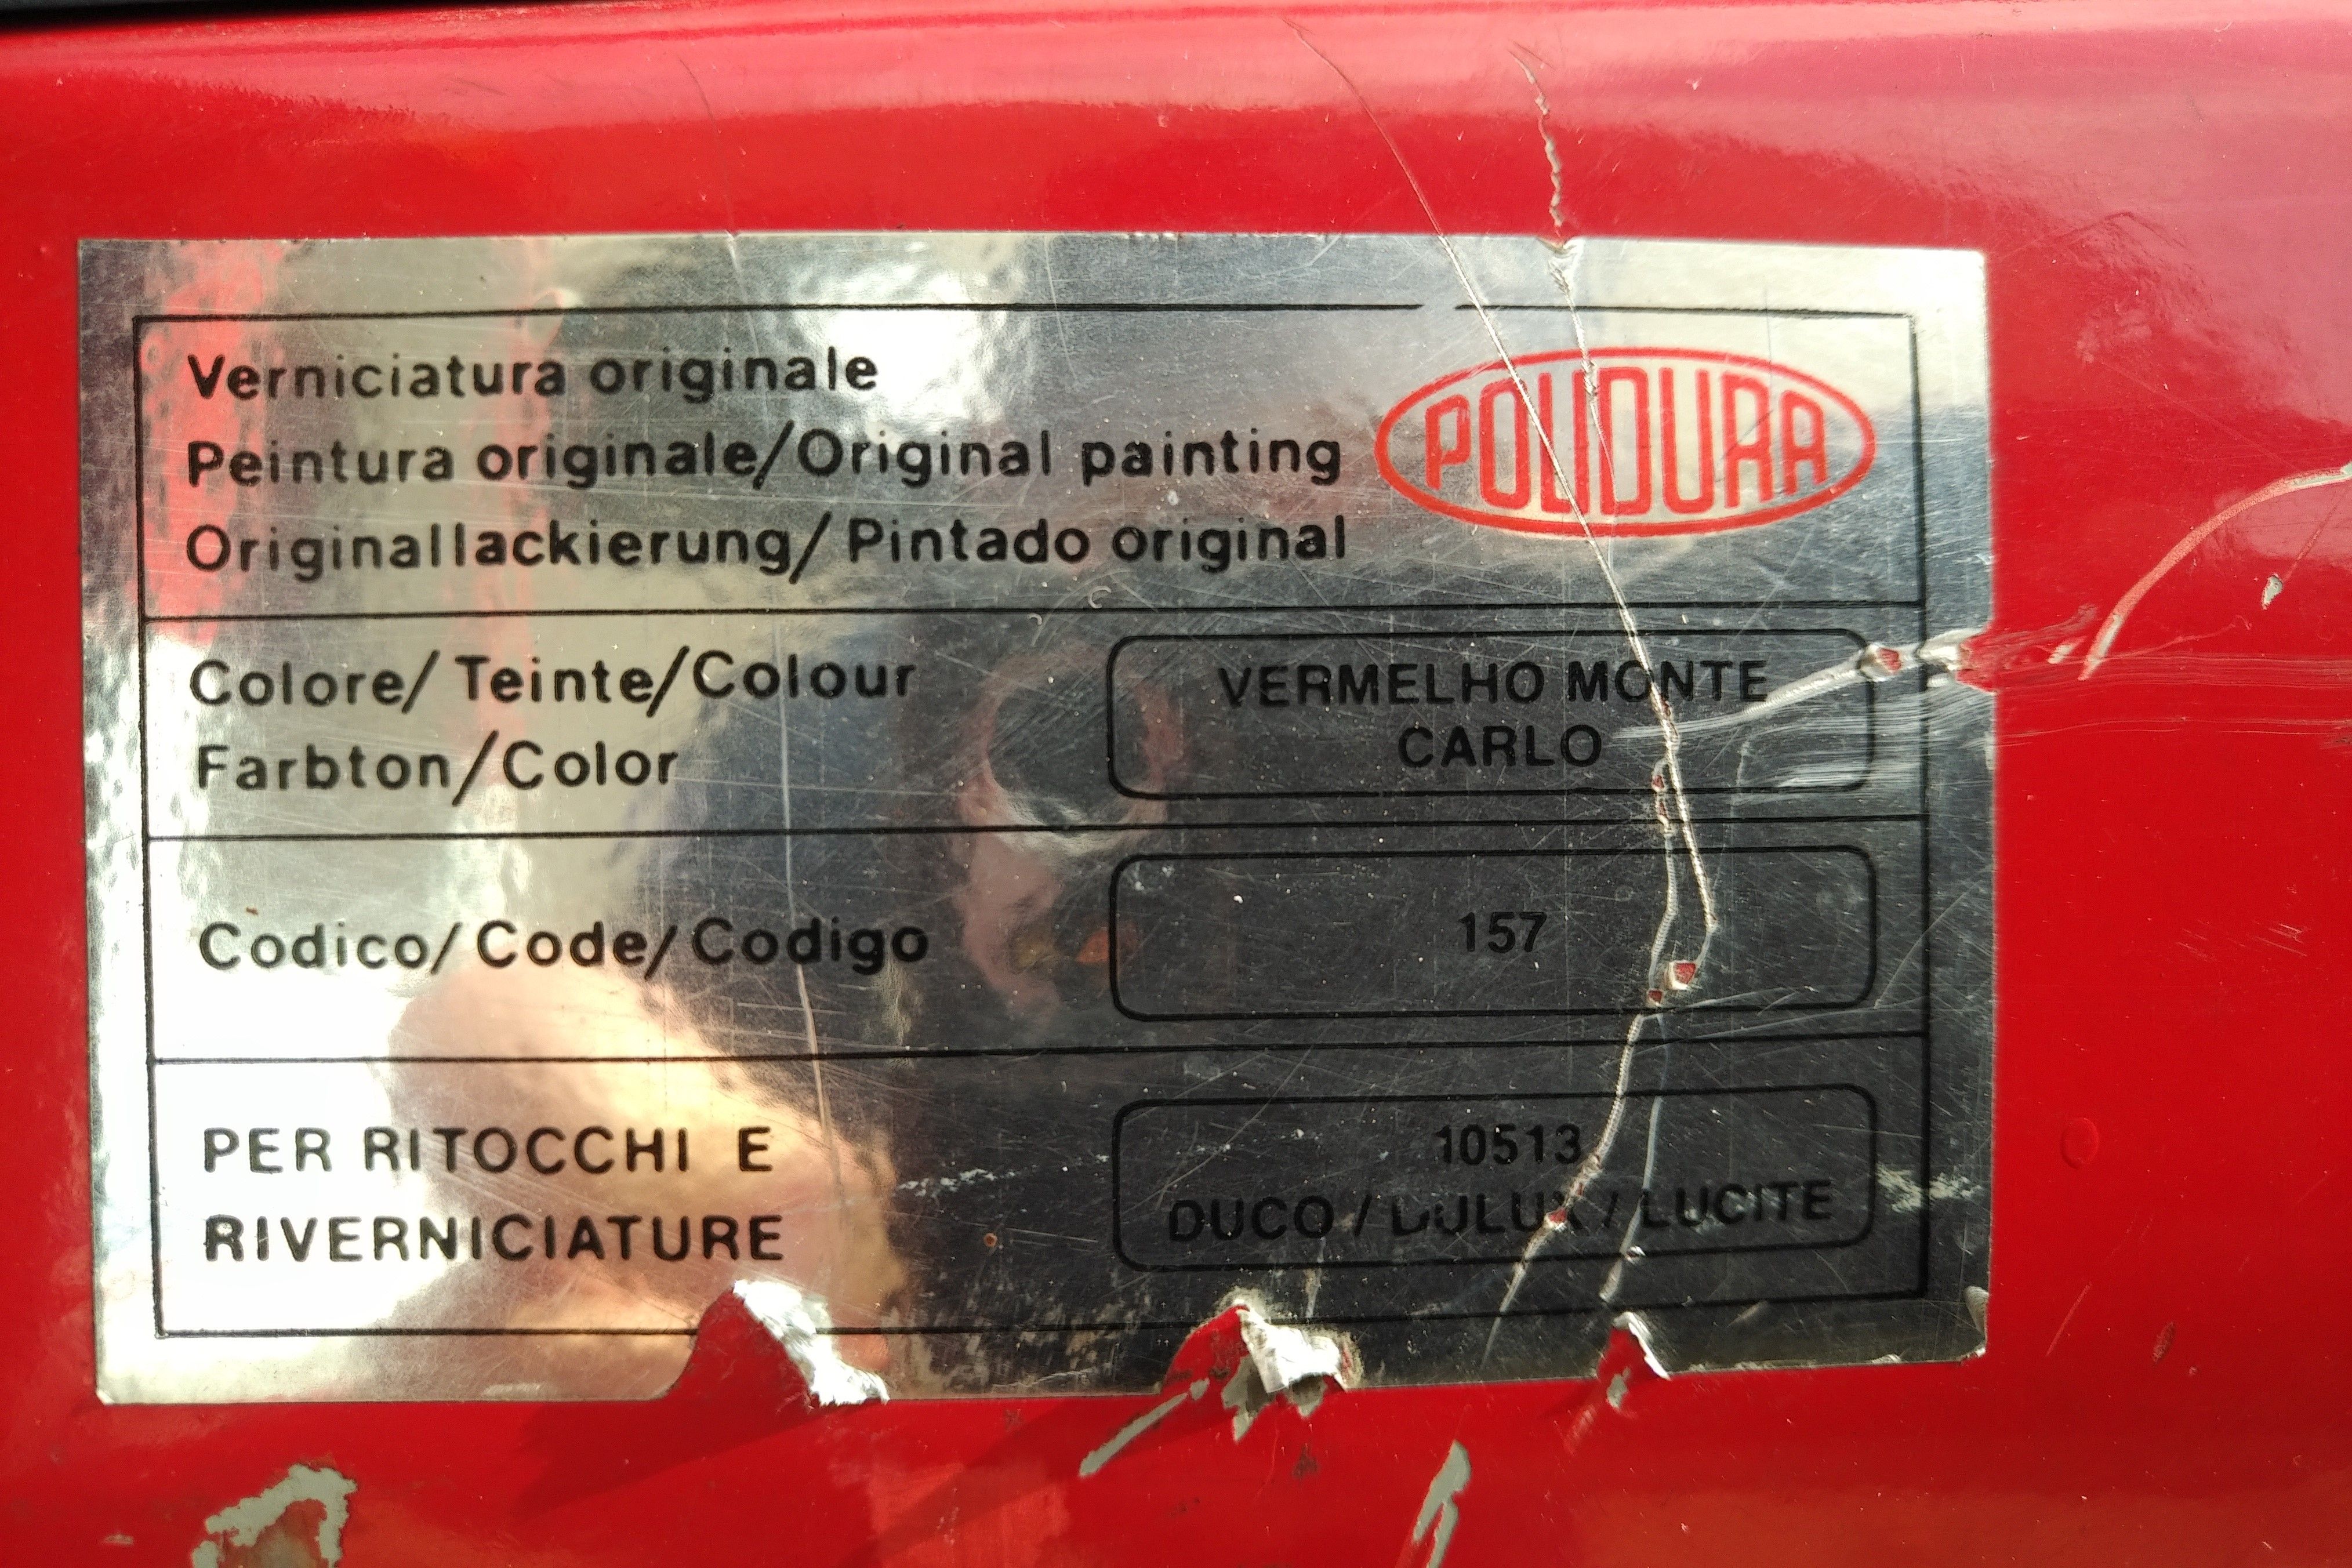 Verniciatura originale
Peintura originale/Original painting
Originallackierung/Pintado original
POLIDURA
Colore/Teinte/Colour
Farbton/Color
VERMELHO MONTE
CARLO
Codico/Code/Codigo
157
PER RITOCCHI E
RIVERNICIATURE
10513
DUCO / DULUX / LUCITE